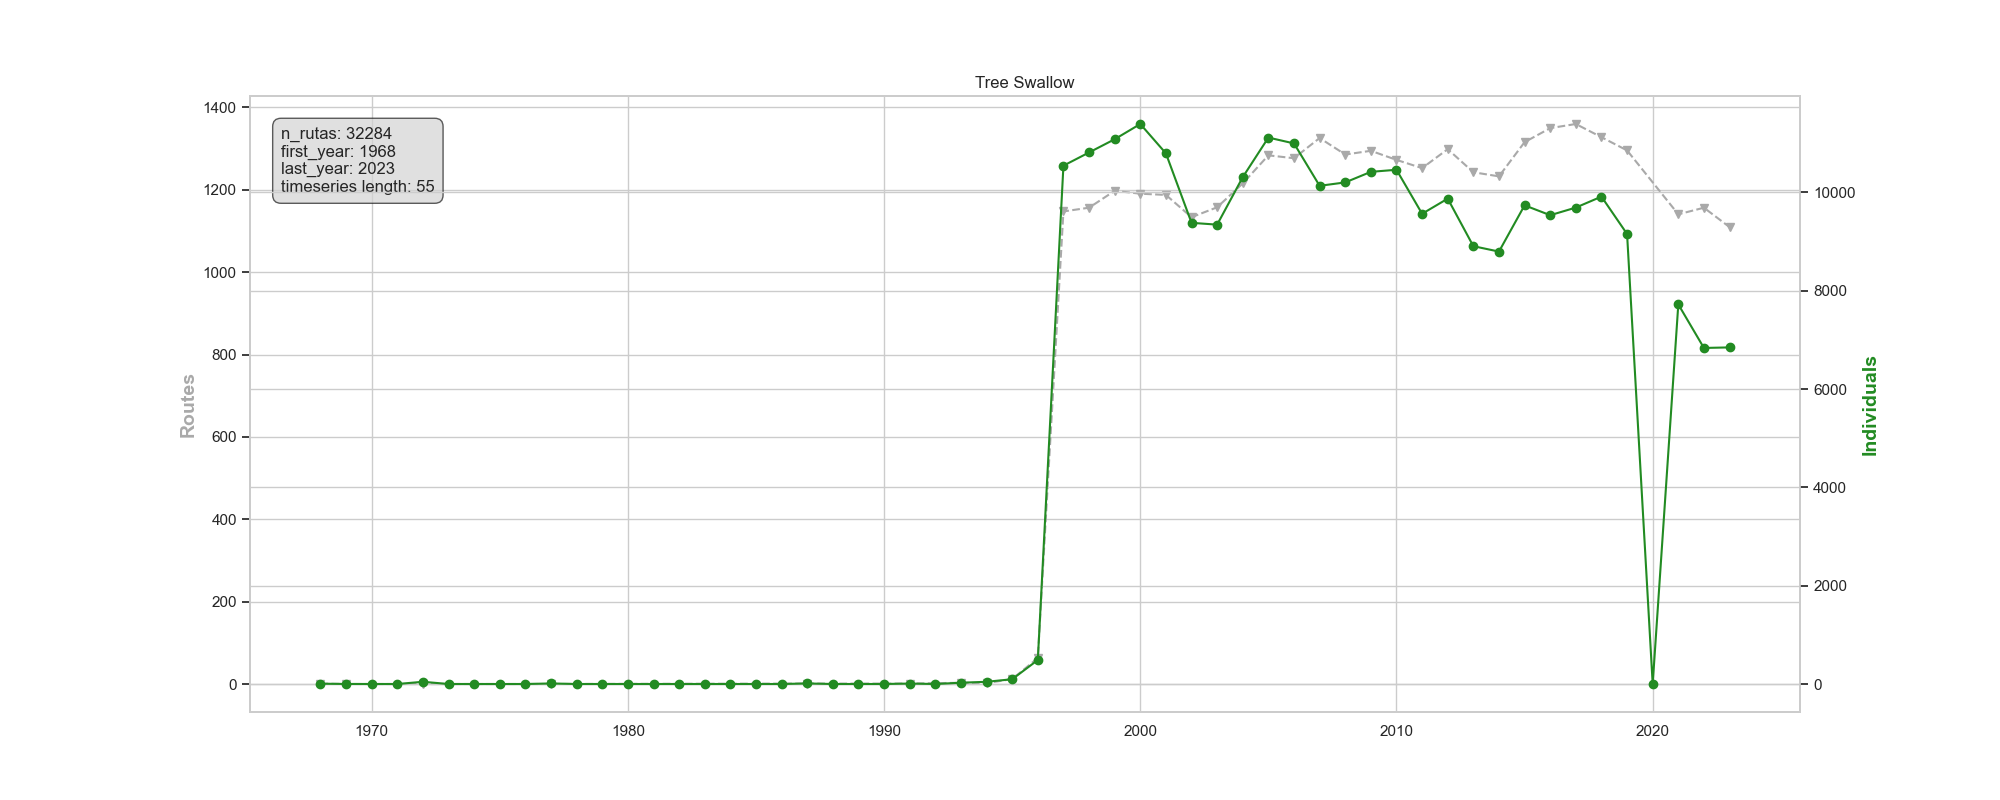 Tree Swallow
n_rutas: 32284
first_year: 1968
last_year: 2023
timeseries length: 55
1400
1200
1000
800
600
400
200
0
Routes
10000
8000
6000
4000
2000
0
Individuals
1970 1980 1990 2000 2010 2020